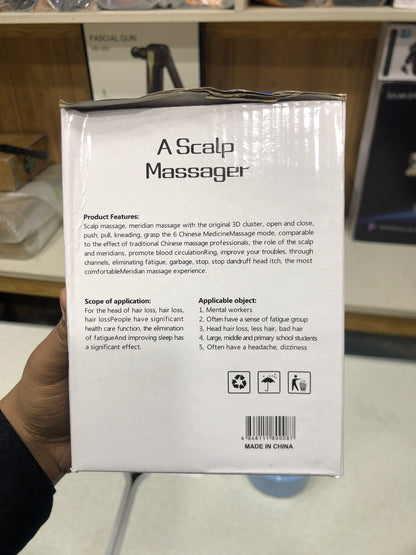 FASCIAL GUN
A Scalp
Massager
Product Features:
Scalp massage, meridian massage with the original 3D cluster, open and close,
push, pull, kneading, grasp the 6 Chinese MedicineMassage mode, comparable
to the effect of traditional Chinese massage professionals, the role of the scalp
and meridians, promote blood circulationRing, improve your troubles, through
channels, eliminating fatigue, garbage, stop, stop dandruff head itch, the most
comfortableMeridian massage experience.
Scope of application:
For the head of hair loss, hair loss,
hair lossPeople have significant
health care function, the elimination
of fatigueAnd improving sleep has
a significant effect.
Applicable object:
1, Mental workers
2, Often have a sense of fatigue group
3, Head hair loss, less hair, bad hair
4, Large, middle and primary school students
5, Often have a headache, dizziness
6 868111 800087
MADE IN CHINA